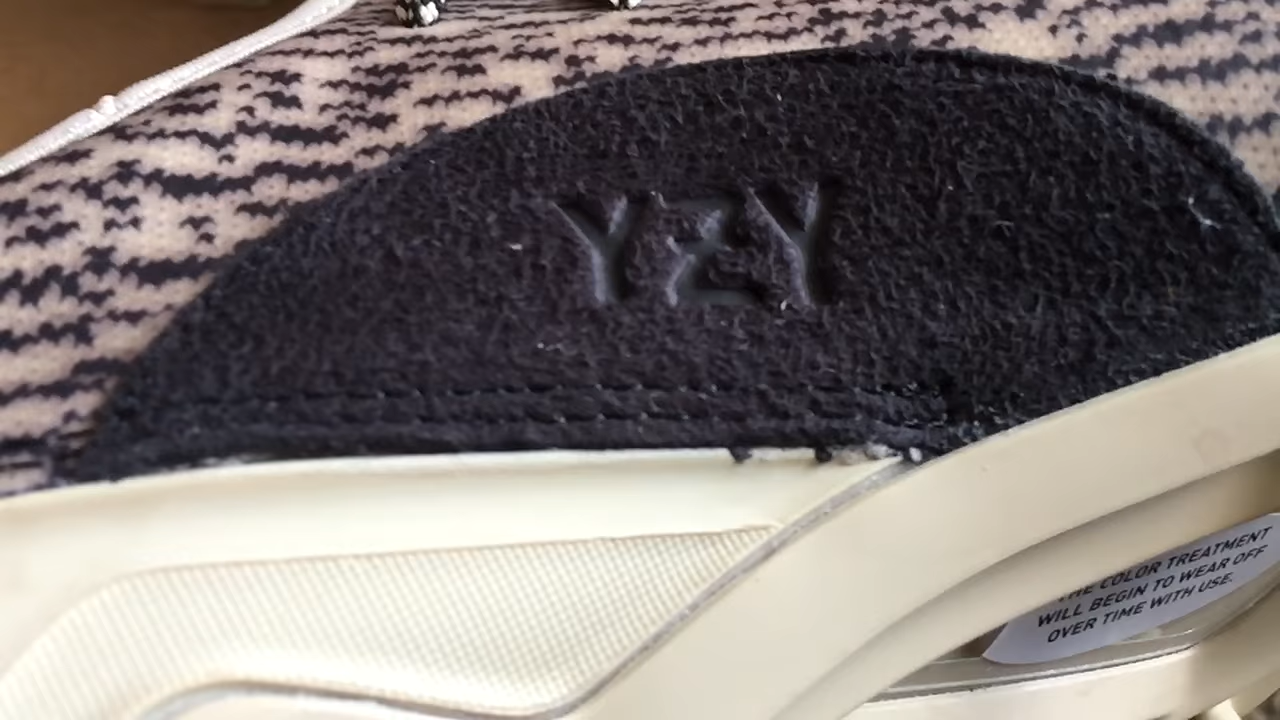 YZY
THE COLOR TREATMENT
WILL BEGIN TO WEAR OFF
OVER TIME WITH USE.